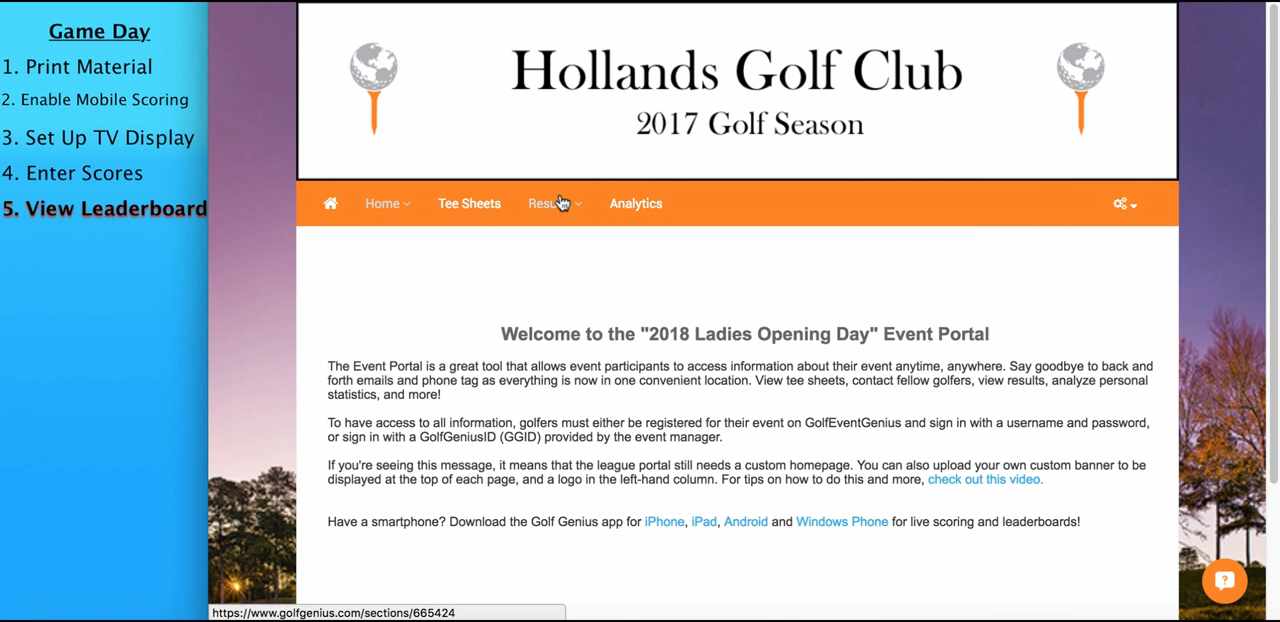 Game Day
1. Print Material
2. Enable Mobile Scoring
3. Set Up TV Display
4. Enter Scores
5. View Leaderboard
Hollands Golf Club
2017 Golf Season
Home
Tee Sheets
Analytics
Welcome to the "2018 Ladies Opening Day" Event Portal
The Event Portal is a great tool that allows event participants to access information about their event anytime, anywhere. Say goodbye to back and
forth emails and phone tag as everything is now in one convenient location. View tee sheets, contact fellow golfers, view results, analyze personal
statistics, and more!
To have access to all information, golfers must either be registered for their event on GolfEventGenius and sign in with a username and password,
or sign in with a GolfGeniusID (GGID) provided by the event manager.
If you're seeing this message, it means that the league portal still needs a custom homepage. You can also upload your own custom banner to be
displayed at the top of each page, and a logo in the left-hand column. For tips on how to do this and more, check out this video.
Have a smartphone? Download the Golf Genius app for iPhone, iPad, Android and Windows Phone for live scoring and leaderboards!
https://www.golfgenius.com/sections/665424